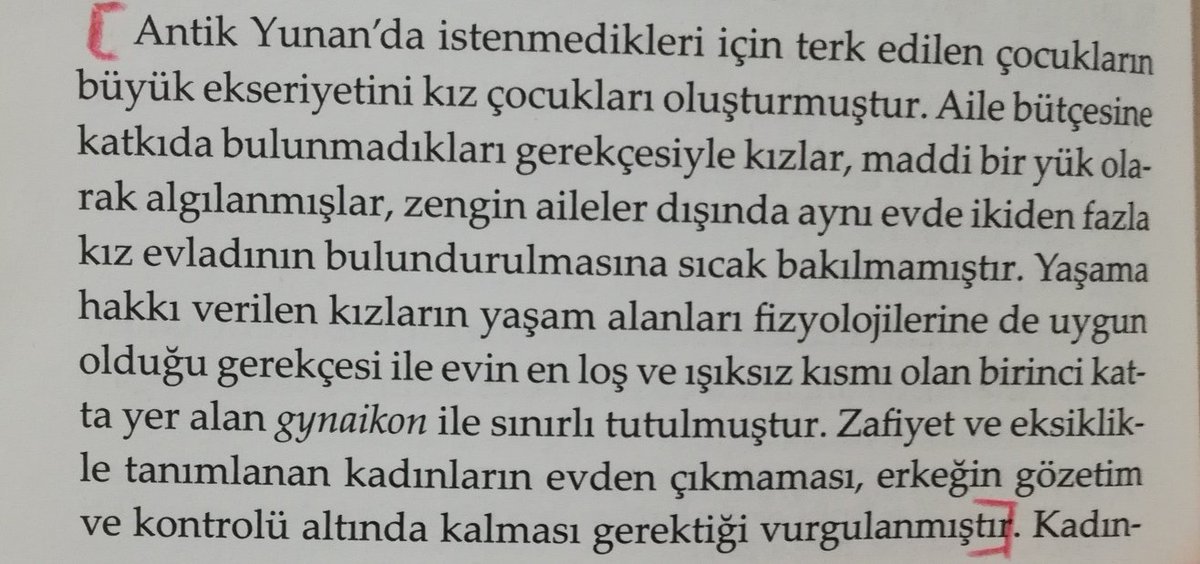 Antik Yunan’da istenmedikleri için terk edilen çocukların
büyük ekseriyetini kız çocukları oluşturmuştur. Aile bütçesine
katkıda bulunmadıkları gerekçesiyle kızlar, maddi bir yük ola-
rak algılanmışlar, zengin aileler dışında aynı evde ikiden fazla
kız evladının bulundurulmasına sıcak bakılmamıştır. Yaşama
hakkı verilen kızların yaşam alanları fizyolojilerine de uygun
olduğu gerekçesi ile evin en loş ve ışıksız kısmı olan birinci kat-
ta yer alan gynaikon ile sınırlı tutulmuştur. Zafiyet ve eksiklik-
le tanımlanan kadınların evden çıkmaması, erkeğin gözetim
ve kontrolü altında kalması gerektiği vurgulanmıştır. Kadın-